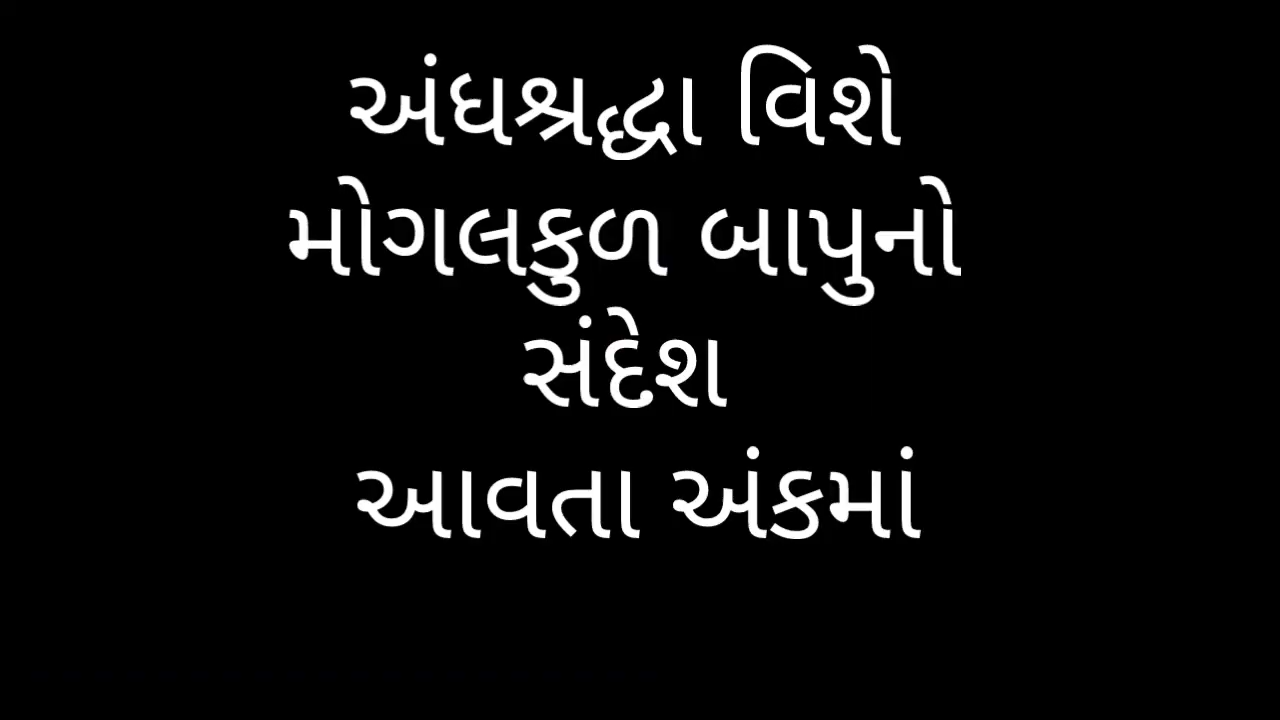 અંધશ્રદ્ધા વિશે
મોગલકુળ બાપુનો
સંદેશ
આવતા અંકમાં